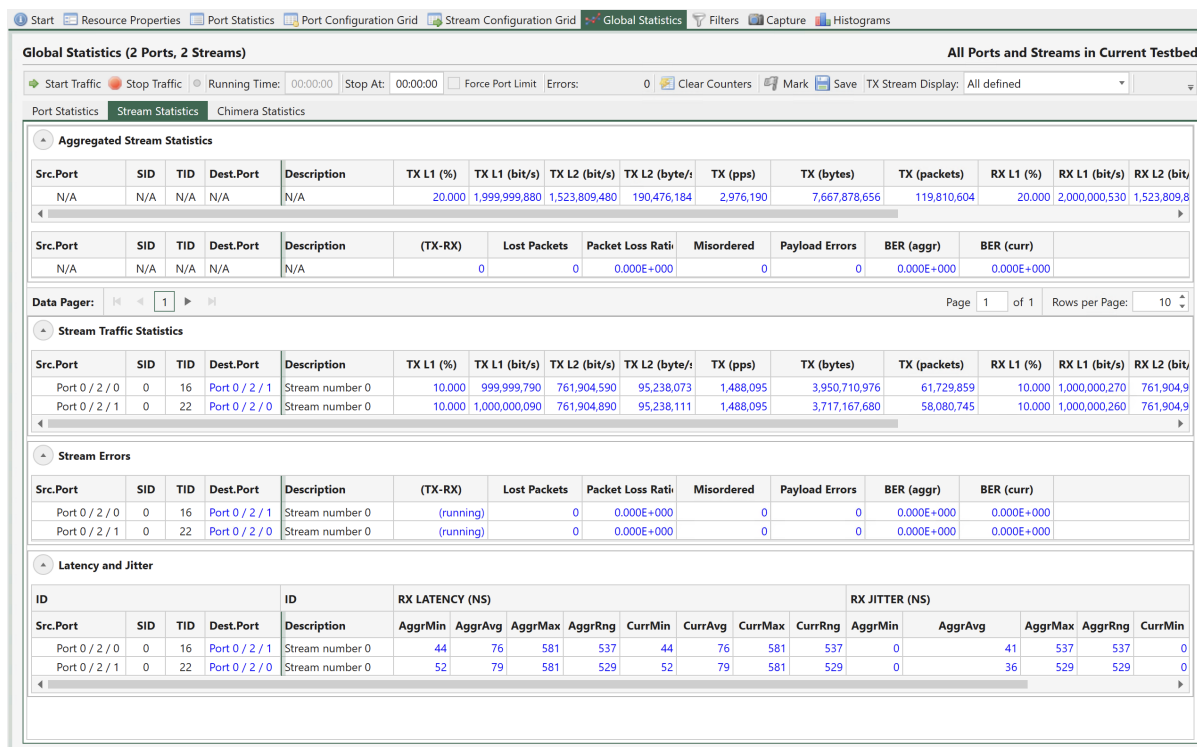 Start Resource Properties Port Statistics Port Configuration Grid Stream Configuration Grid Global Statistics Filters Capture Histograms
Global Statistics (2 Ports, 2 Streams) All Ports and Streams in Current Testbed
Start Traffic Stop Traffic Running Time: 00:00:00 Stop At: 00:00:00 Force Port Limit Errors: 0 Clear Counters Mark Save TX Stream Display: All defined
Port Statistics Stream Statistics Chimera Statistics
Aggregated Stream Statistics
Src.Port SID TID Dest.Port Description TX L1 (%) TX L1 (bit/s) TX L2 (bit/s) TX L2 (byte/s TX (pps) TX (bytes) TX (packets) RX L1 (%) RX L1 (bit/s) RX L2 (bit/
N/A N/A N/A N/A N/A 20.000 1,999,999,880 1,523,809,480 190,476,184 2,976,190 7,667,878,656 119,810,604 20.000 2,000,000,530 1,523,809,8
Src.Port SID TID Dest.Port Description (TX-RX) Lost Packets Packet Loss Rati Misordered Payload Errors BER (aggr) BER (curr)
N/A N/A N/A N/A N/A 0 0 0.000E+000 0 0 0.000E+000 0.000E+000
Data Pager: 1 Page 1 of 1 Rows per Page: 10
Stream Traffic Statistics
Src.Port SID TID Dest.Port Description TX L1 (%) TX L1 (bit/s) TX L2 (bit/s) TX L2 (byte/s TX (pps) TX (bytes) TX (packets) RX L1 (%) RX L1 (bit/s) RX L2 (bit/
Port 0 / 2 / 0 0 16 Port 0 / 2 / 1 Stream number 0 10.000 999,999,790 761,904,590 95,238,073 1,488,095 3,950,710,976 61,729,859 10.000 1,000,000,270 761,904,9
Port 0 / 2 / 1 0 22 Port 0 / 2 / 0 Stream number 0 10.000 1,000,000,090 761,904,890 95,238,111 1,488,095 3,717,167,680 58,080,745 10.000 1,000,000,260 761,904,9
Stream Errors
Src.Port SID TID Dest.Port Description (TX-RX) Lost Packets Packet Loss Rati Misordered Payload Errors BER (aggr) BER (curr)
Port 0 / 2 / 0 0 16 Port 0 / 2 / 1 Stream number 0 (running) 0 0.000E+000 0 0 0.000E+000 0.000E+000
Port 0 / 2 / 1 0 22 Port 0 / 2 / 0 Stream number 0 (running) 0 0.000E+000 0 0 0.000E+000 0.000E+000
Latency and Jitter
ID ID RX LATENCY (NS) RX JITTER (NS)
Src.Port SID TID Dest.Port Description AggrMin AggrAvg AggrMax AggrRng CurrMin CurrAvg CurrMax CurrRng AggrMin AggrAvg AggrMax AggrRng CurrMin
Port 0 / 2 / 0 0 16 Port 0 / 2 / 1 Stream number 0 44 76 581 537 44 76 581 537 0 41 537 537 0
Port 0 / 2 / 1 0 22 Port 0 / 2 / 0 Stream number 0 52 79 581 529 52 79 581 529 0 36 529 529 0